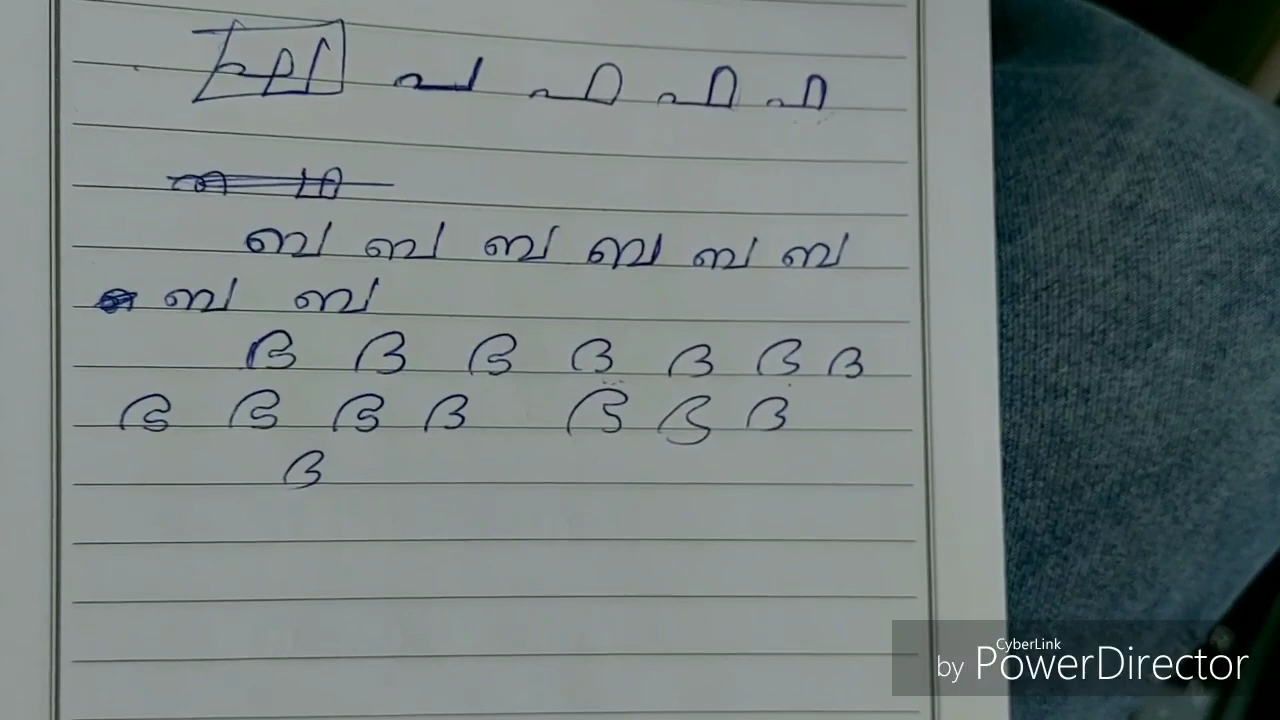 പ ഫ ഫ ഫ
ബ ബ ബ ബ ബ ബ
ബ ബ
ഭ ഭ ഭ ഭ ഭ ഭ ഭ
ഭ ഭ ഭ ഭ ഭ ഭ ഭ
ഭ
CyberLink
by PowerDirector